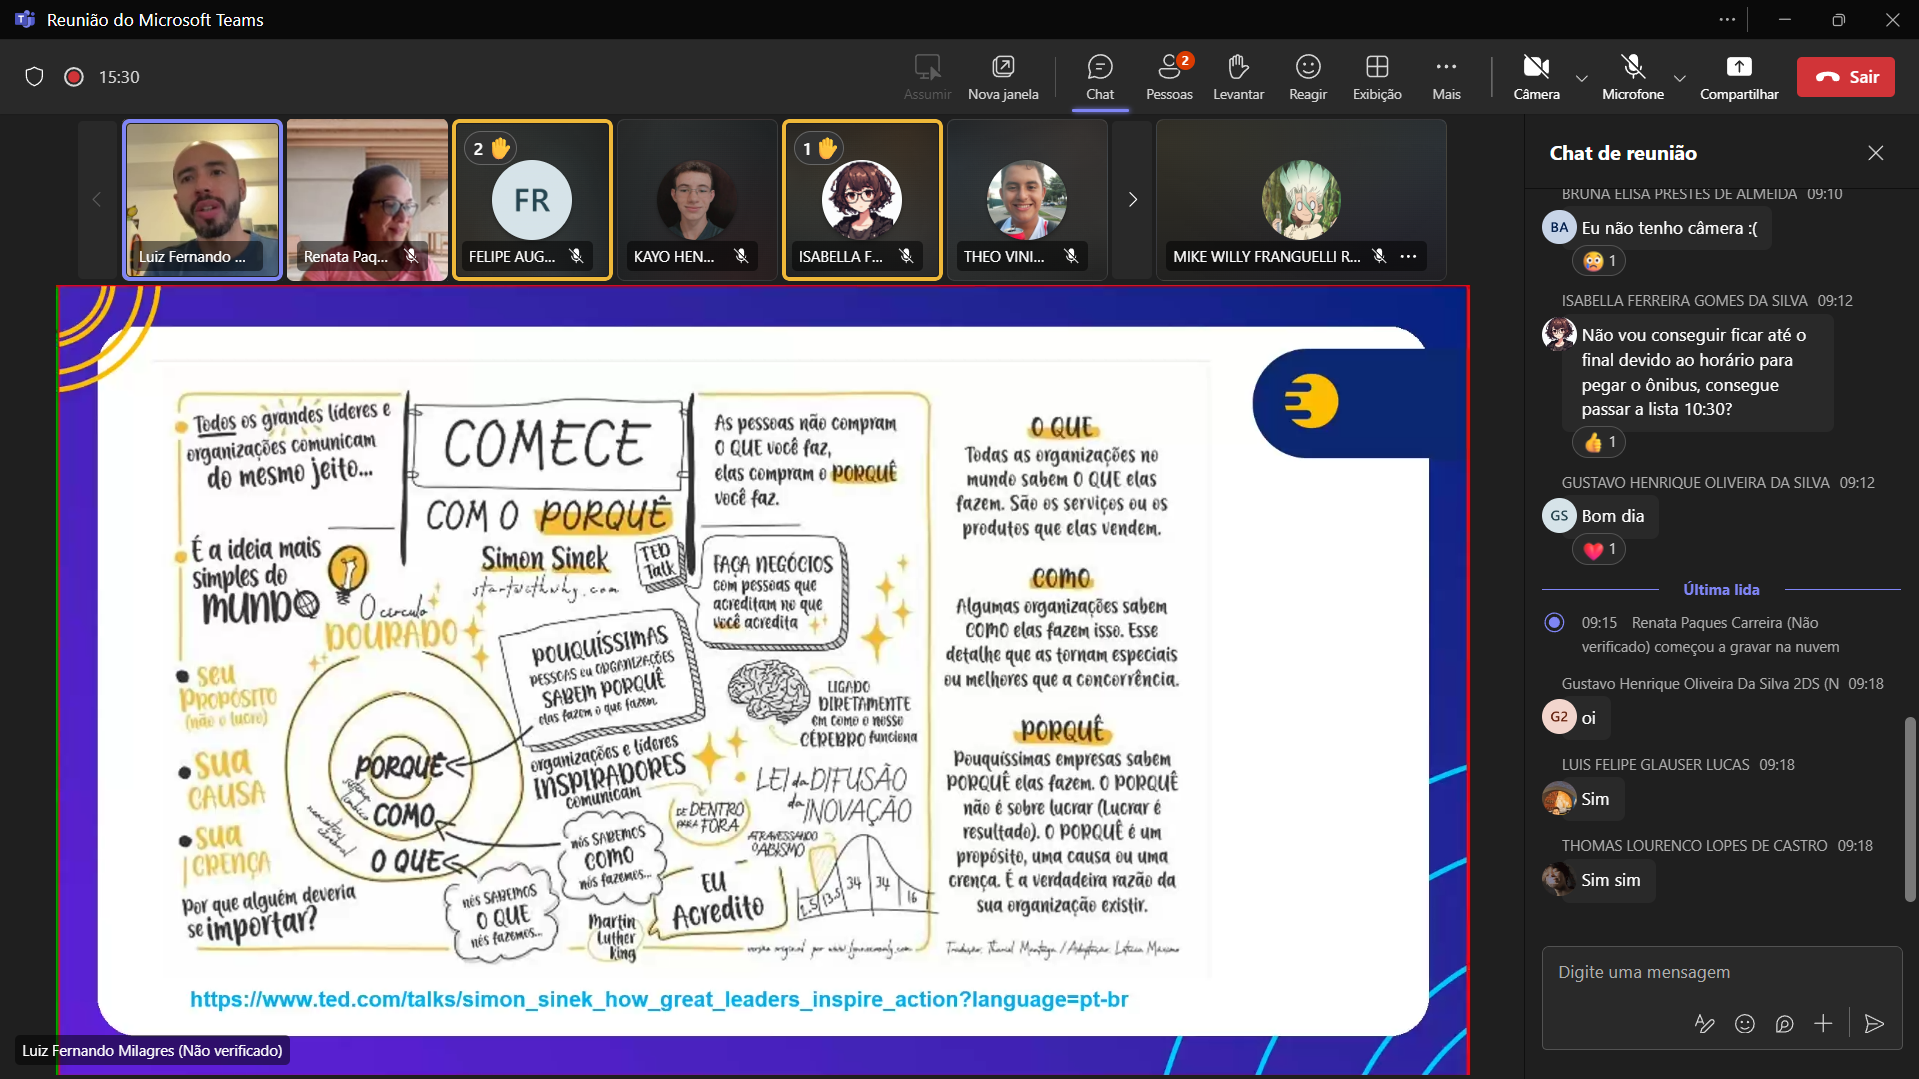 Reunião do Microsoft Teams
15:30
Assumir
Nova janela
Chat
2
Pessoas
Levantar
Reagir
Exibição
Mais
Câmera
Microfone
Compartilhar
Sair
Luiz Fernando ...
Renata Paq...
2
FR
FELIPE AUG...
KAYO HEN...
1
ISABELLA F...
THEO VINI...
MIKE WILLY FRANGUELLI R...
Todos os grandes líderes e
organizações comunicam
do mesmo jeito...
É a ideia mais
simples do
MUNDO
COMECE
COM O PORQUÊ
Simon Sinek
startwithwhy.com
TED
Talk
As pessoas não compram
O QUE você faz,
elas compram o PORQUÊ
você faz.
FAÇA NEGÓCIOS
com pessoas que
acreditam no que
você acredita
O círculo
DOURADO
SEU
PROPÓSITO
(não o lucro)
SUA
CAUSA
SUA
CRENÇA
Por que alguém deveria
se importar?
PORQUÊ
COMO
O QUE
sistema
límbico
neocórtex
cerebral
POUQUÍSSIMAS
PESSOAS ou ORGANIZAÇÕES
SABEM PORQUÊ
elas fazem o que fazem.
organizações e líderes
INSPIRADORES
comunicam
DE DENTRO
PARA FORA
LIGADO
DIRETAMENTE
em como o nosso
CÉREBRO funciona
LEI da DIFUSÃO
da INOVAÇÃO
ATRAVESSANDO
O ABISMO
2,5
13,5
34
34
16
nós SABEMOS
COMO
nós fazemos...
nós SABEMOS
O QUE
nós fazemos...
EU
Acredito
Martin
Luther
King
O QUE
Todas as organizações no
mundo sabem O QUE elas
fazem. São os serviços ou os
produtos que elas vendem.
COMO
Algumas organizações sabem
COMO elas fazem isso. Esse
detalhe que as tornam especiais
ou melhores que a concorrência.
PORQUÊ
Pouquíssimas empresas sabem
PORQUÊ elas fazem. O PORQUÊ
não é sobre lucrar (Lucrar é
resultado). O PORQUÊ é um
propósito, uma causa ou uma
crença. É a verdadeira razão da
sua organização existir.
https://www.ted.com/talks/simon_sinek_how_great_leaders_inspire_action?language=pt-br
Luiz Fernando Milagres (Não verificado)
Chat de reunião
BRUNA ELISA PRESTES DE ALMEIDA 09:10
BA
Eu não tenho câmera :(
1
ISABELLA FERREIRA GOMES DA SILVA 09:12
Não vou conseguir ficar até o
final devido ao horário para
pegar o ônibus, consegue
passar a lista 10:30?
1
GUSTAVO HENRIQUE OLIVEIRA DA SILVA 09:12
GS
Bom dia
1
Última lida
09:15 Renata Paques Carreira (Não
verificado) começou a gravar na nuvem
Gustavo Henrique Oliveira Da Silva 2DS (N 09:18
G2
oi
LUIS FELIPE GLAUSER LUCAS 09:18
Sim
THOMAS LOURENCO LOPES DE CASTRO 09:18
Sim sim
Digite uma mensagem